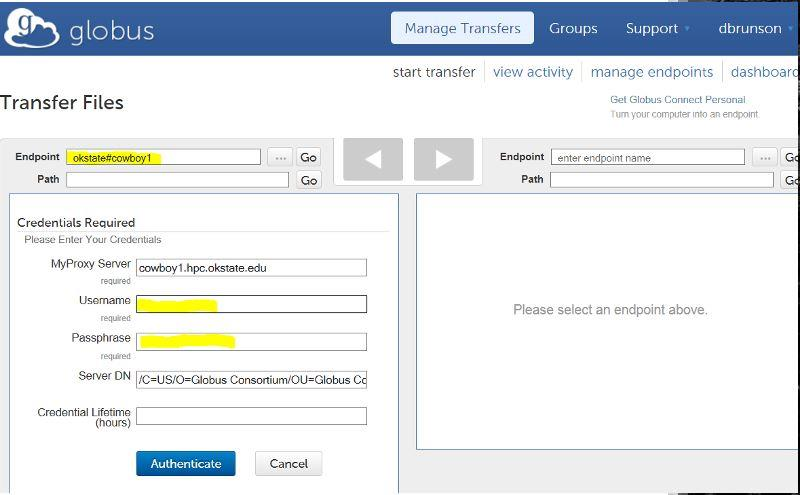 globus
Manage Transfers Groups Support dbrunson
start transfer view activity manage endpoints dashboard
Transfer Files
Get Globus Connect Personal
Turn your computer into an endpoint
Endpoint okstate#cowboy1 ... Go
Path Go
Endpoint enter endpoint name ... Go
Path Go
Credentials Required
Please Enter Your Credentials
MyProxy Server cowboy1.hpc.okstate.edu
required
Username
required
Passphrase
required
Server DN /C=US/O=Globus Consortium/OU=Globus Cc
Credential Lifetime
(hours)
Authenticate Cancel
Please select an endpoint above.